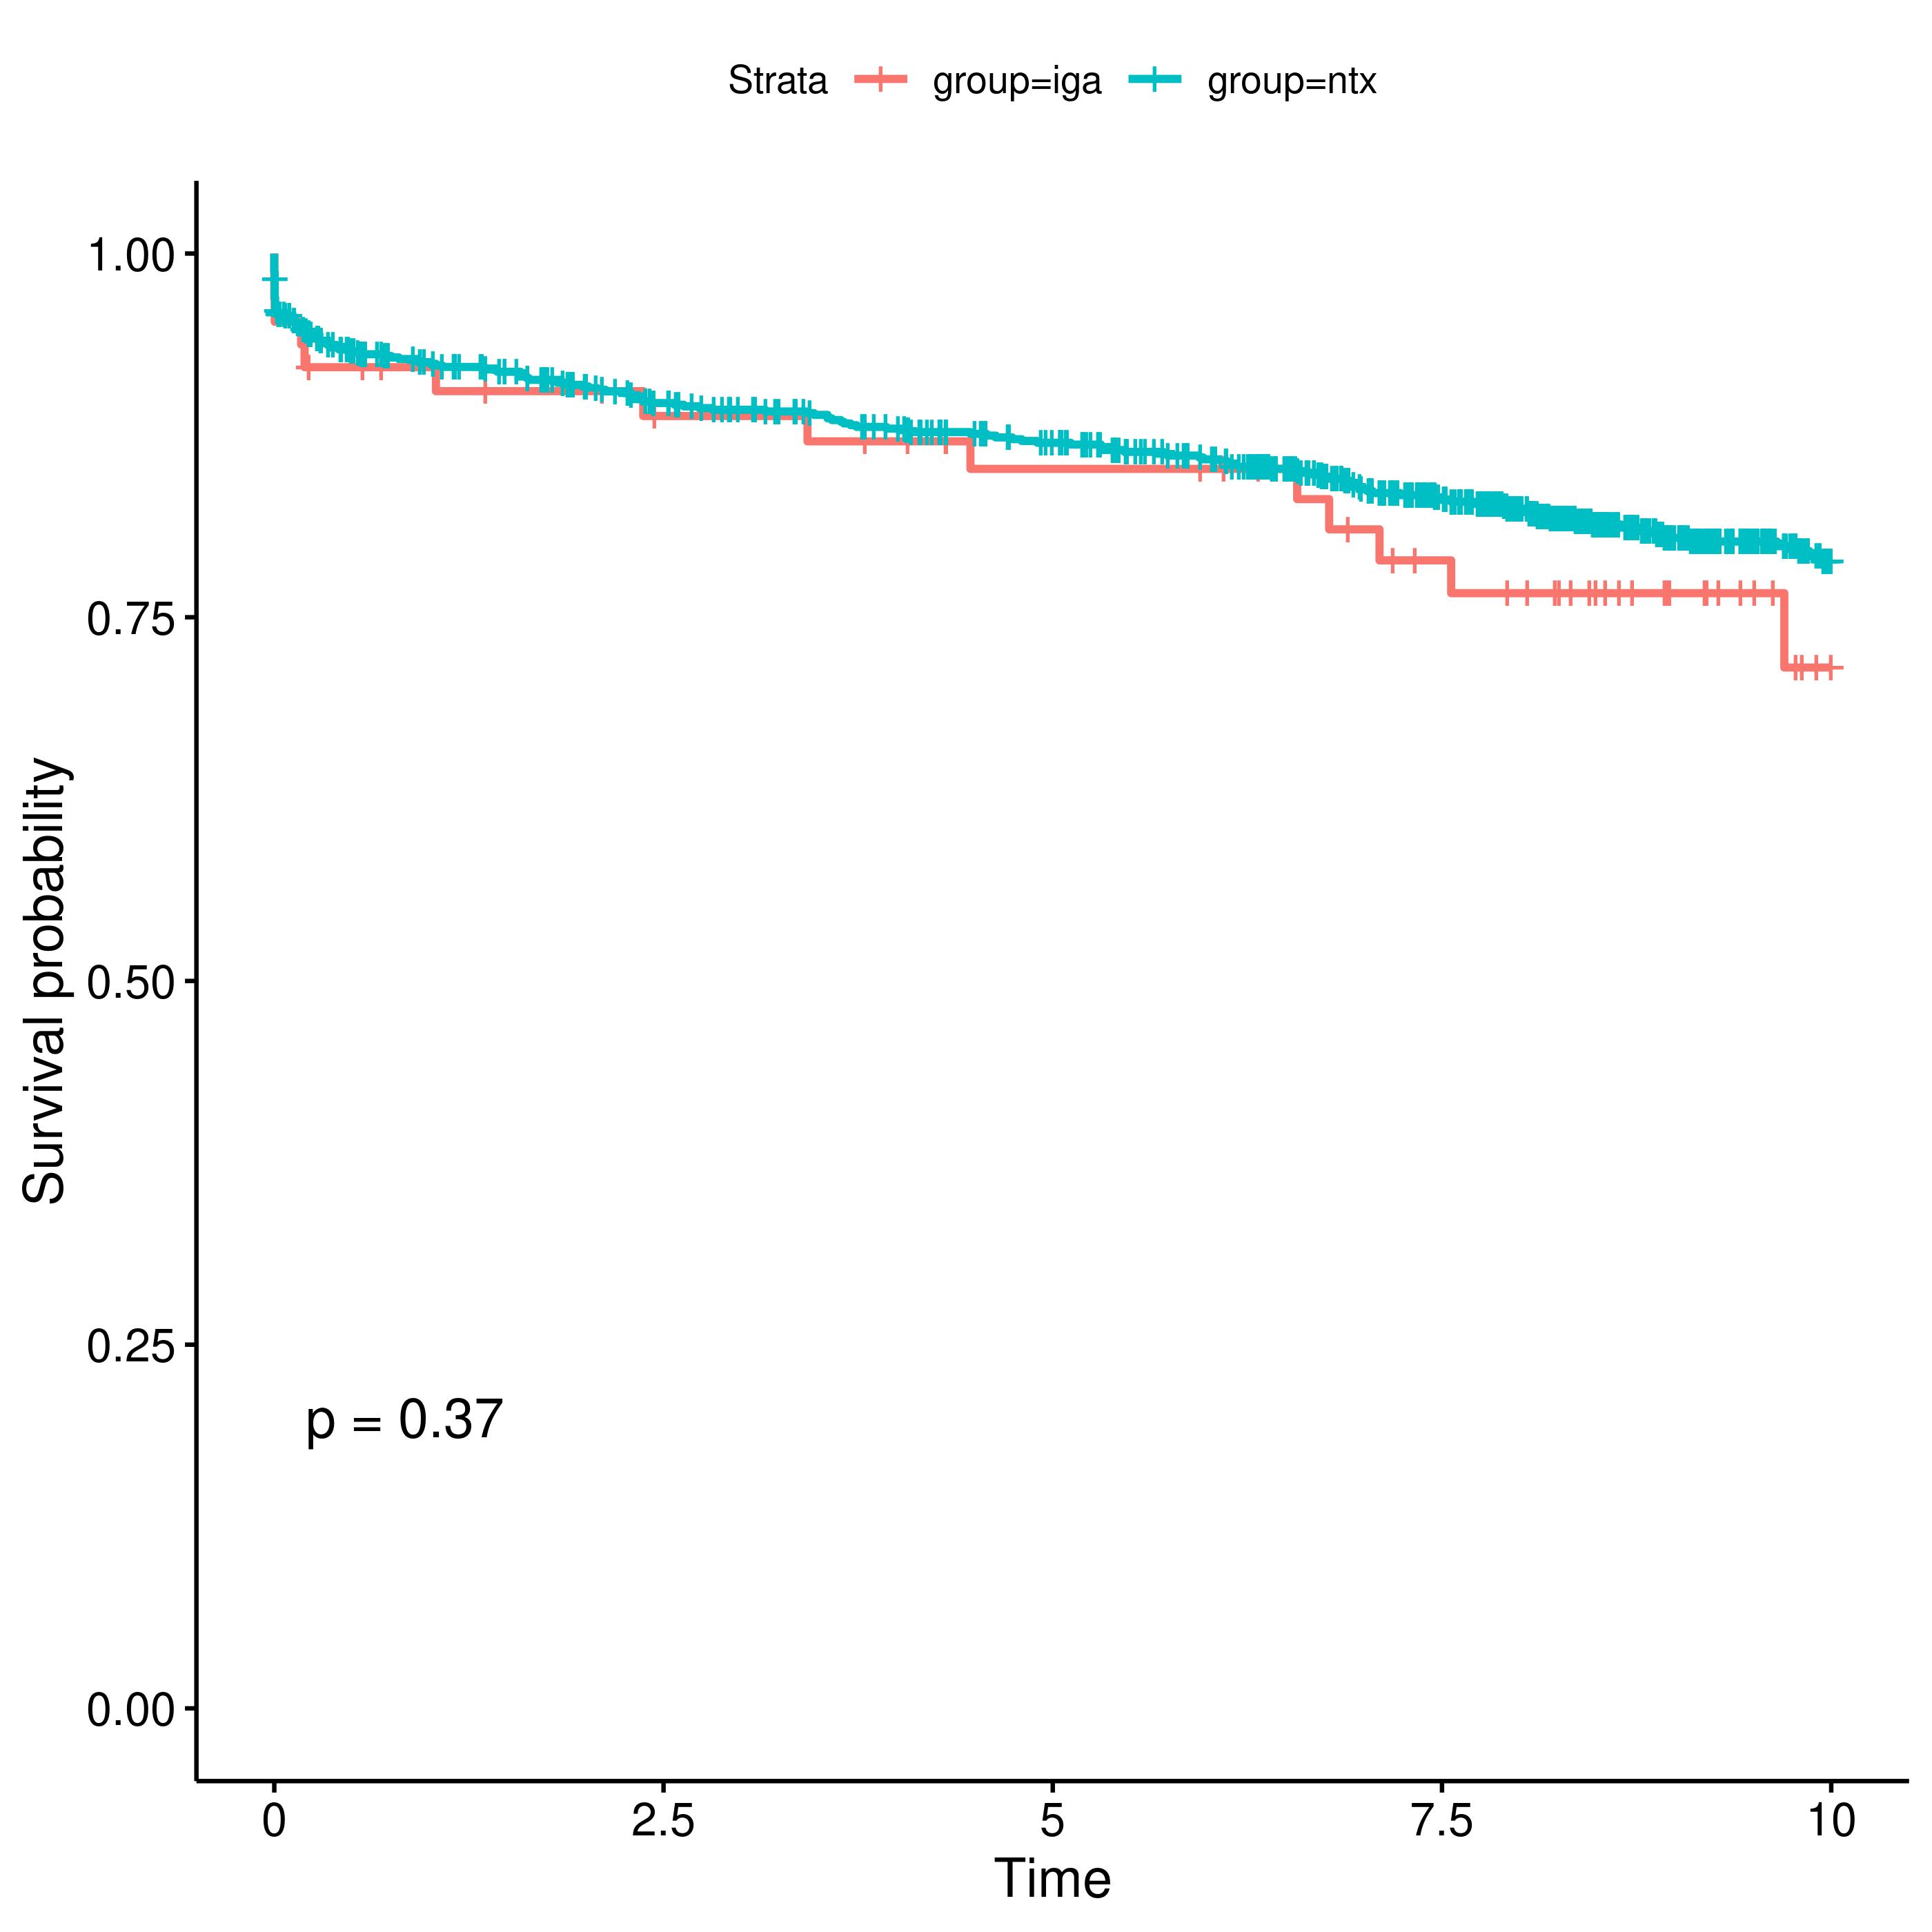 Strata group=iga group=ntx
1.00
0.75
0.50
0.25
0.00
Survival probability
p = 0.37
0 2.5 5 7.5 10
Time